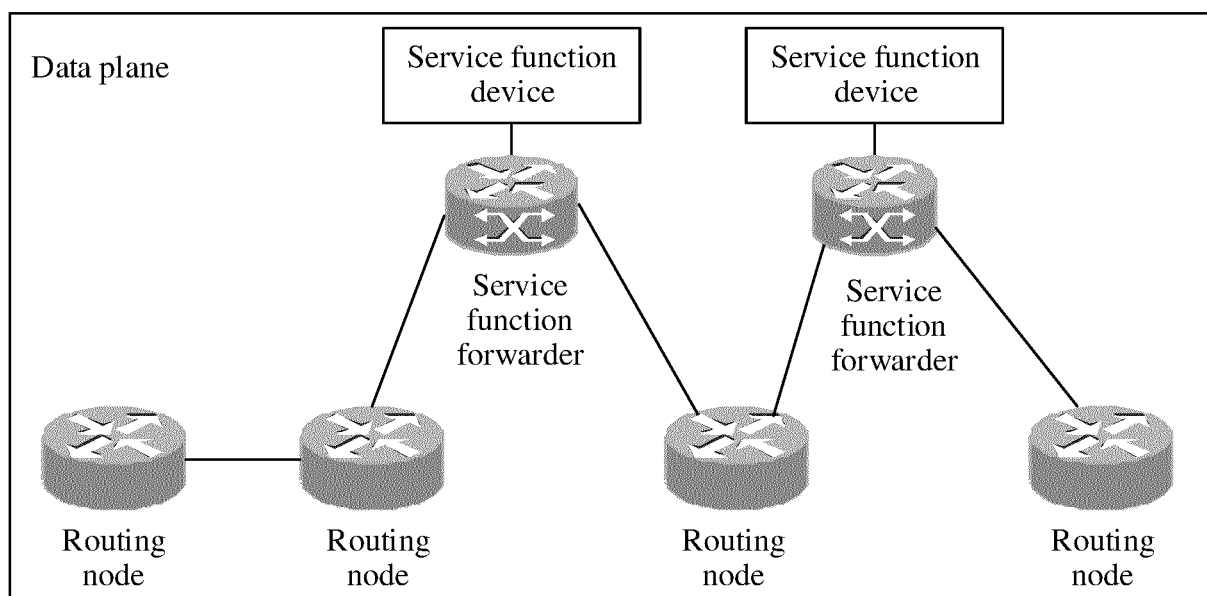 Data plane
Service function
device
Service function
device
Service
function
forwarder
Service
function
forwarder
Routing
node
Routing
node
Routing
node
Routing
node